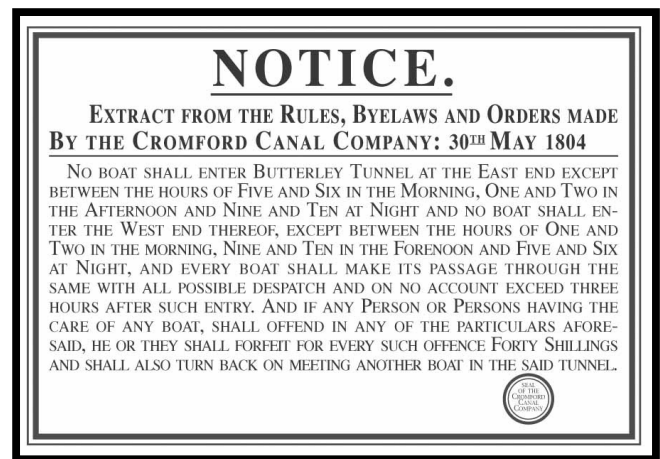 NOTICE.
EXTRACT FROM THE RULES, BYELAWS AND ORDERS MADE
BY THE CROMFORD CANAL COMPANY: 30TH MAY 1804
NO BOAT SHALL ENTER BUTTERLEY TUNNEL AT THE EAST END EXCEPT
BETWEEN THE HOURS OF FIVE AND SIX IN THE MORNING, ONE AND TWO IN
THE AFTERNOON AND NINE AND TEN AT NIGHT AND NO BOAT SHALL EN-
TER THE WEST END THEREOF, EXCEPT BETWEEN THE HOURS OF ONE AND
TWO IN THE MORNING, NINE AND TEN IN THE FORENOON AND FIVE AND SIX
AT NIGHT, AND EVERY BOAT SHALL MAKE ITS PASSAGE THROUGH THE
SAME WITH ALL POSSIBLE DESPATCH AND ON NO ACCOUNT EXCEED THREE
HOURS AFTER SUCH ENTRY. AND IF ANY PERSON OR PERSONS HAVING THE
CARE OF ANY BOAT, SHALL OFFEND IN ANY OF THE PARTICULARS AFORE-
SAID, HE OR THEY SHALL FORFEIT FOR EVERY SUCH OFFENCE FORTY SHILLINGS
AND SHALL ALSO TURN BACK ON MEETING ANOTHER BOAT IN THE SAID TUNNEL.
SEAL
OF THE
CROMFORD
CANAL
COMPANY